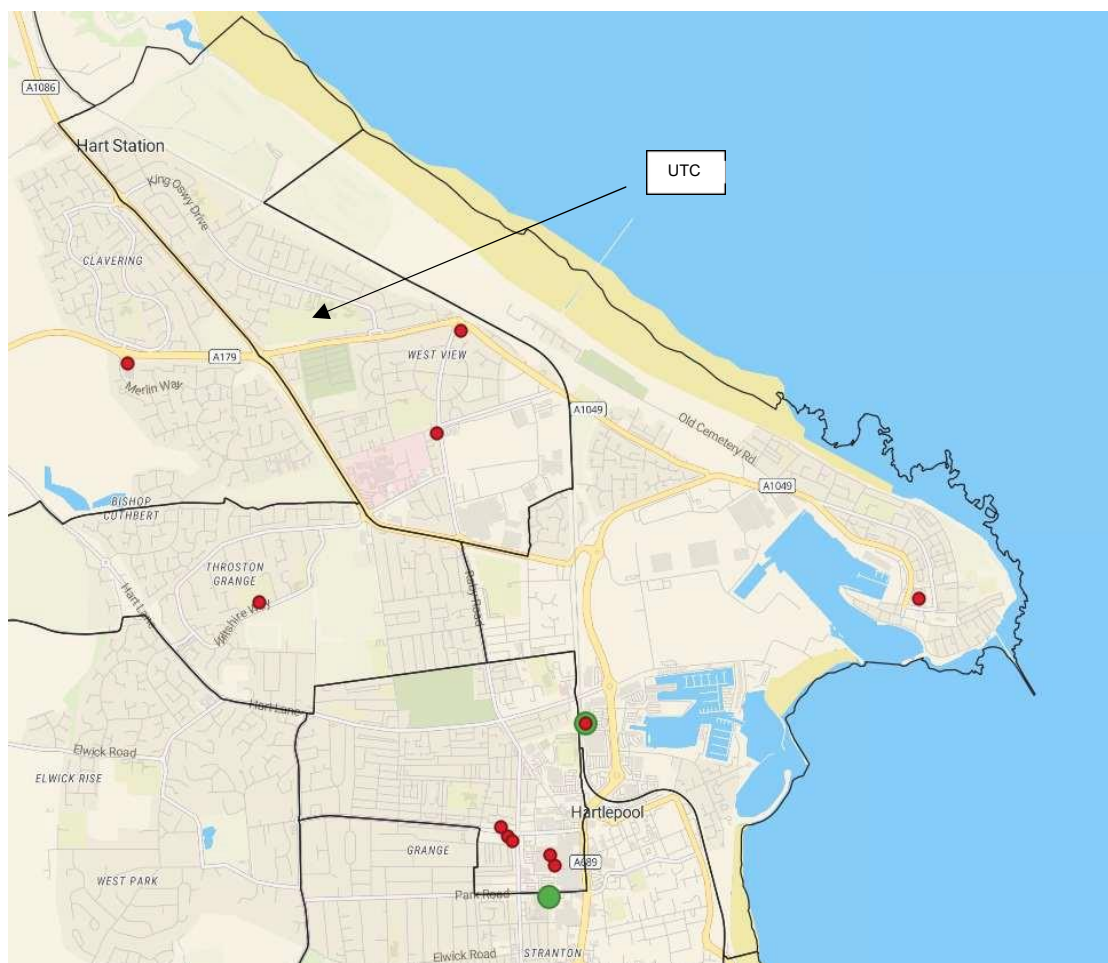 A1086
Hart Station
King Oswy Drive
UTC
CLAVERING
A179
WEST VIEW
Merlin Way
A1049
Old Cemetery Rd
A1049
BISHOP
CUTHBERT
THROSTON
GRANGE
Hart Lane
Wiltshire Way
Raby Road
Hart Lane
Elwick Road
ELWICK RISE
Hartlepool
GRANGE
A689
WEST PARK
Park Road
Elwick Road
STRANTON